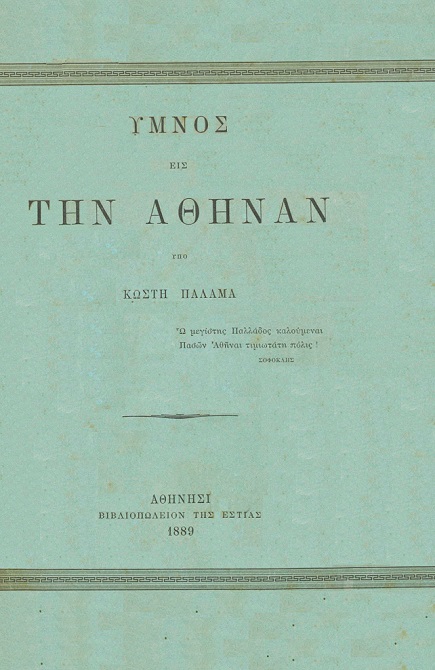 ΥΜΝΟΣ
ΕΙΣ
ΤΗΝ ΑΘΗΝΑΝ
ΥΠΟ
ΚΩΣΤΗ ΠΑΛΑΜΑ
Ὦ μεγίστης Παλλάδος καλούμεναι
Πασῶν Ἀθῆναι τιμιωτάτη πόλις!
ΣΟΦΟΚΛΗΣ
ΑΘΗΝΗΣΙ
ΒΙΒΛΙΟΠΩΛΕΙΟΝ ΤΗΣ ΕΣΤΙΑΣ
1889